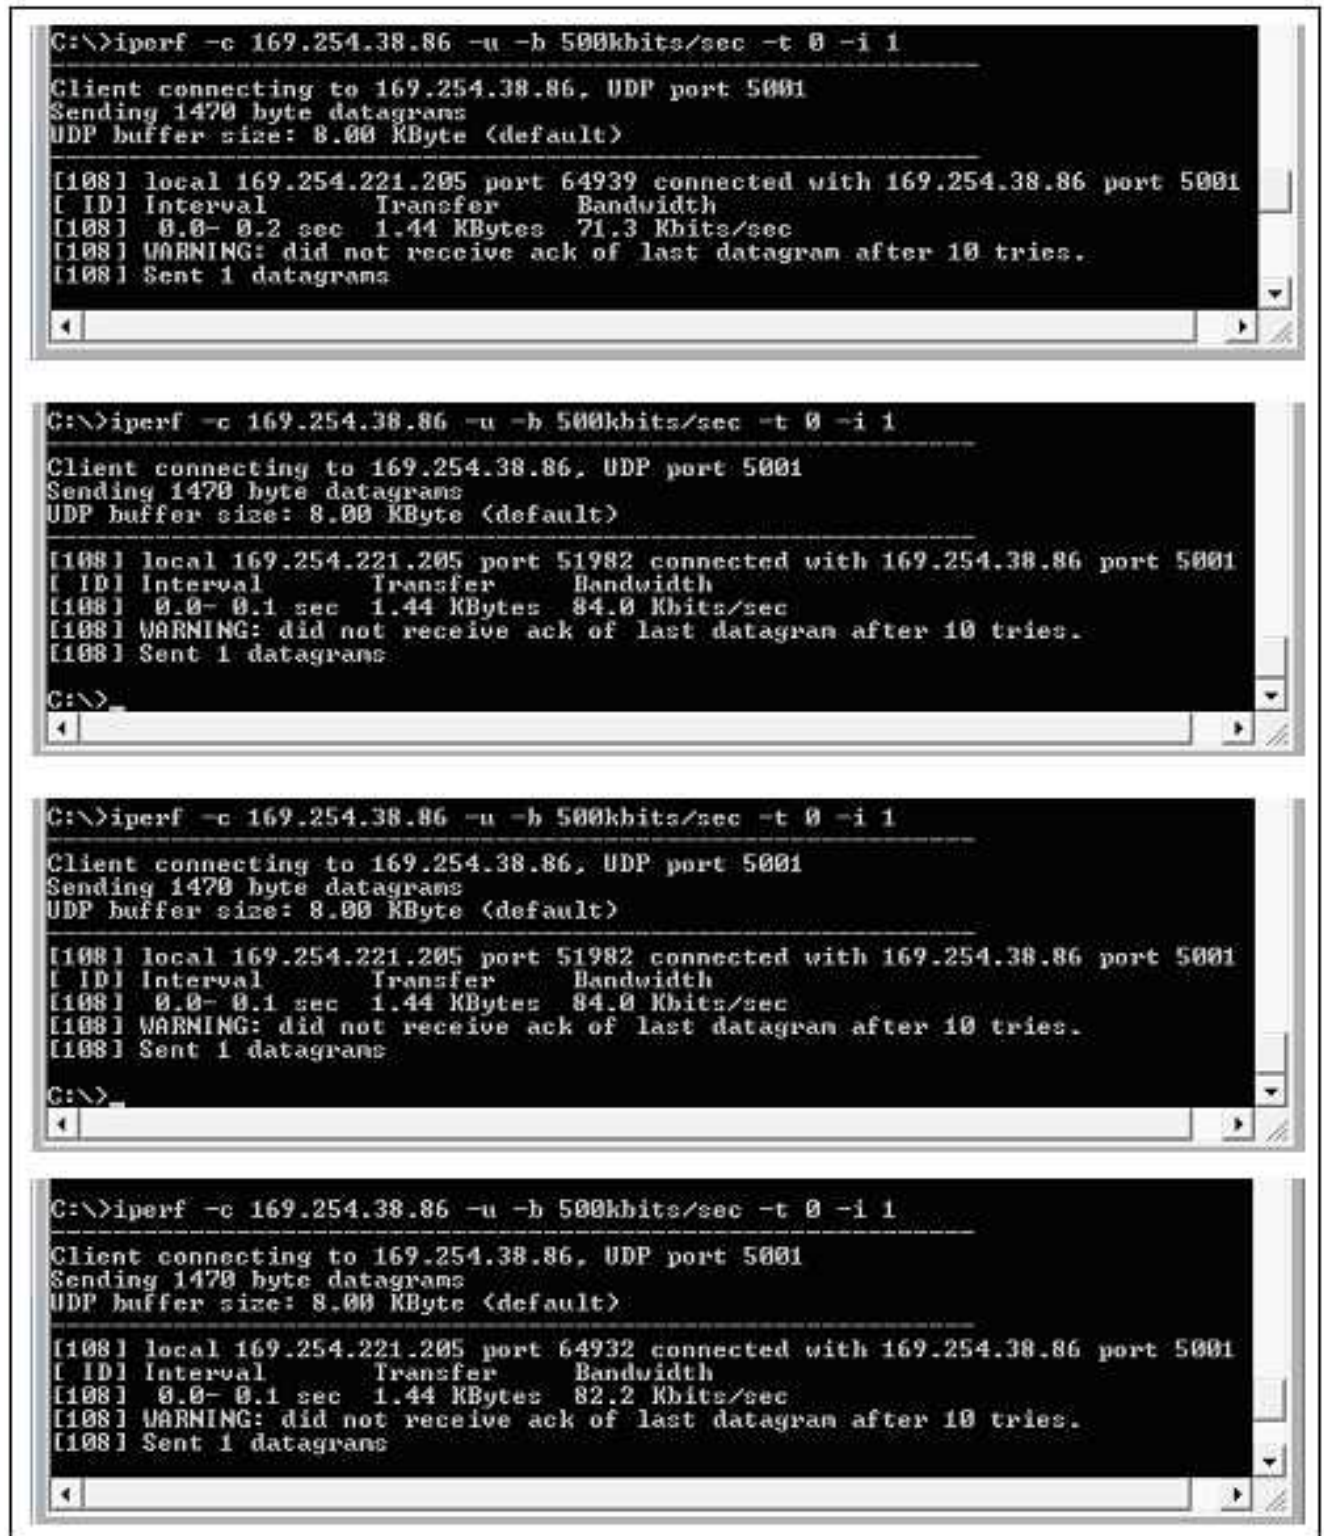 C:\>iperf -c 169.254.38.86 -u -b 500kbits/sec -t 0 -i 1
------------------------------------------------------------
Client connecting to 169.254.38.86, UDP port 5001
Sending 1470 byte datagrams
UDP buffer size: 8.00 KByte (default)
------------------------------------------------------------
[108] local 169.254.221.205 port 64939 connected with 169.254.38.86 port 5001
[ ID] Interval       Transfer     Bandwidth
[108]  0.0- 0.2 sec  1.44 KBytes  71.3 Kbits/sec
[108] WARNING: did not receive ack of last datagram after 10 tries.
[108] Sent 1 datagrams
C:\>iperf -c 169.254.38.86 -u -b 500kbits/sec -t 0 -i 1
------------------------------------------------------------
Client connecting to 169.254.38.86, UDP port 5001
Sending 1470 byte datagrams
UDP buffer size: 8.00 KByte (default)
------------------------------------------------------------
[108] local 169.254.221.205 port 51982 connected with 169.254.38.86 port 5001
[ ID] Interval       Transfer     Bandwidth
[108]  0.0- 0.1 sec  1.44 KBytes  84.0 Kbits/sec
[108] WARNING: did not receive ack of last datagram after 10 tries.
[108] Sent 1 datagrams
C:\>_
C:\>iperf -c 169.254.38.86 -u -b 500kbits/sec -t 0 -i 1
------------------------------------------------------------
Client connecting to 169.254.38.86, UDP port 5001
Sending 1470 byte datagrams
UDP buffer size: 8.00 KByte (default)
------------------------------------------------------------
[108] local 169.254.221.205 port 51982 connected with 169.254.38.86 port 5001
[ ID] Interval       Transfer     Bandwidth
[108]  0.0- 0.1 sec  1.44 KBytes  84.0 Kbits/sec
[108] WARNING: did not receive ack of last datagram after 10 tries.
[108] Sent 1 datagrams
C:\>_
C:\>iperf -c 169.254.38.86 -u -b 500kbits/sec -t 0 -i 1
------------------------------------------------------------
Client connecting to 169.254.38.86, UDP port 5001
Sending 1470 byte datagrams
UDP buffer size: 8.00 KByte (default)
------------------------------------------------------------
[108] local 169.254.221.205 port 64932 connected with 169.254.38.86 port 5001
[ ID] Interval       Transfer     Bandwidth
[108]  0.0- 0.1 sec  1.44 KBytes  82.2 Kbits/sec
[108] WARNING: did not receive ack of last datagram after 10 tries.
[108] Sent 1 datagrams